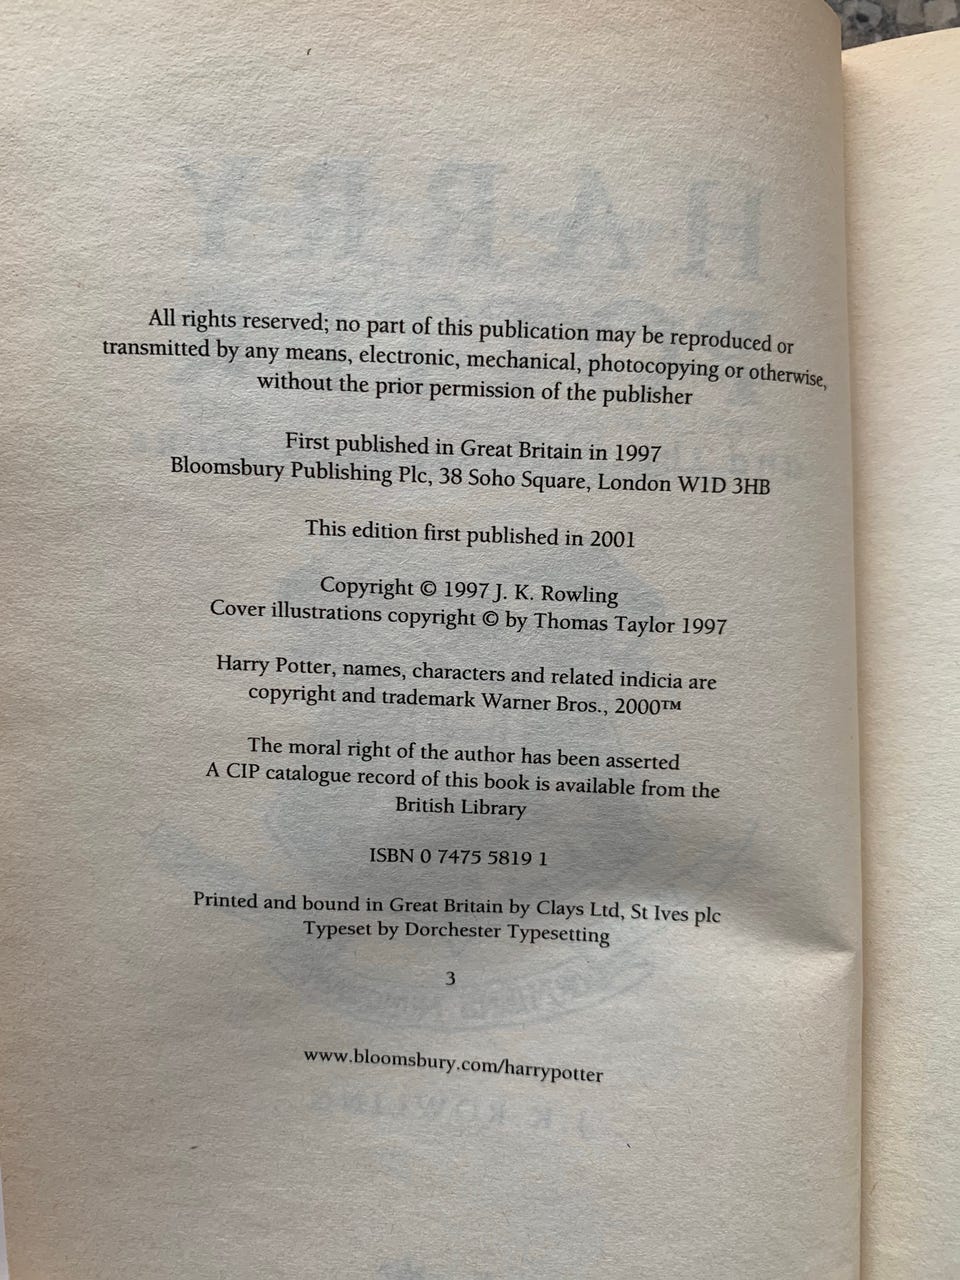 All rights reserved; no part of this publication may be reproduced or
transmitted by any means, electronic, mechanical, photocopying or otherwise,
without the prior permission of the publisher
First published in Great Britain in 1997
Bloomsbury Publishing Plc, 38 Soho Square, London W1D 3HB
This edition first published in 2001
Copyright © 1997 J. K. Rowling
Cover illustrations copyright © by Thomas Taylor 1997
Harry Potter, names, characters and related indicia are
copyright and trademark Warner Bros., 2000™
The moral right of the author has been asserted
A CIP catalogue record of this book is available from the
British Library
ISBN 0 7475 5819 1
Printed and bound in Great Britain by Clays Ltd, St Ives plc
Typeset by Dorchester Typesetting
3
www.bloomsbury.com/harrypotter